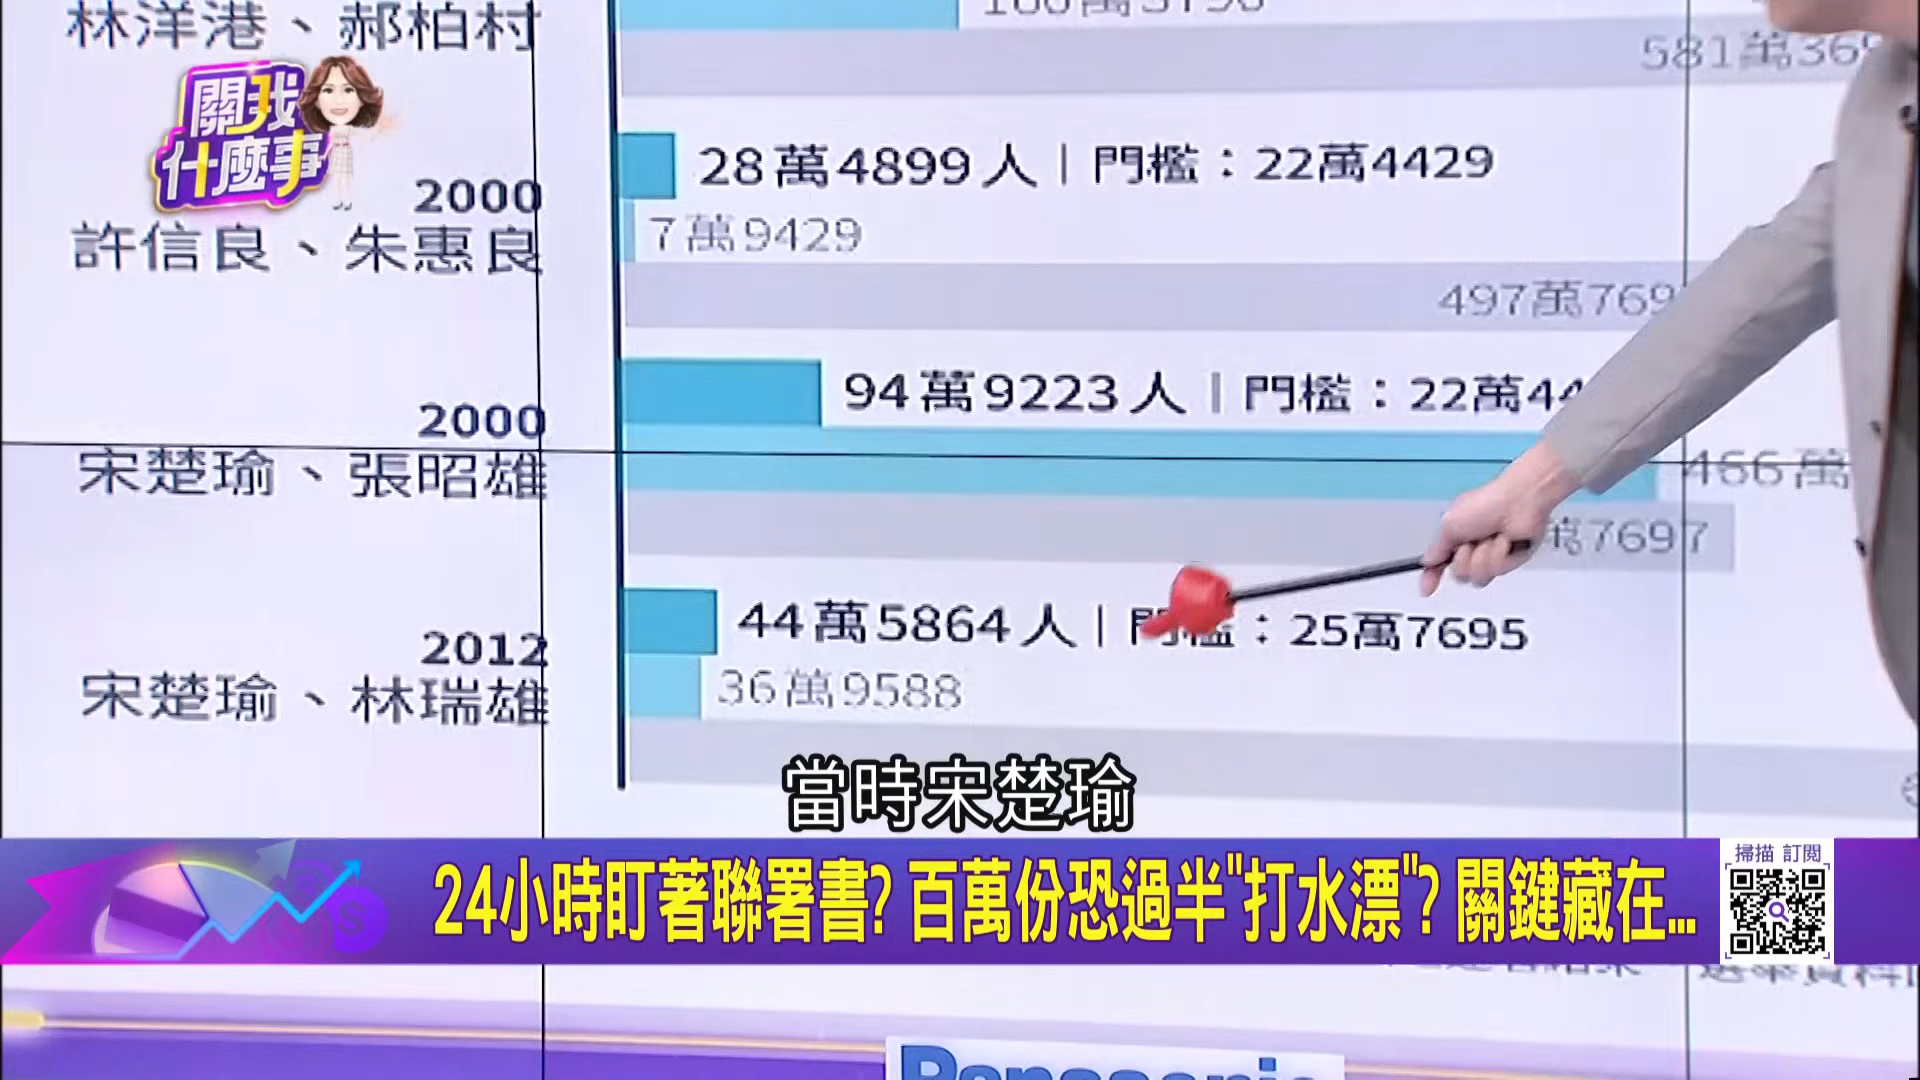 林洋港、郝柏村
581萬36
關我
什麼事
2000
28萬4899人｜門檻：22萬4429
許信良、朱惠良
7萬9429
497萬769
2000
94萬9223人｜門檻：22萬44
宋楚瑜、張昭雄
466萬
萬7697
2012
44萬5864人｜門檻：25萬7695
宋楚瑜、林瑞雄
36萬9588
當時宋楚瑜
24小時盯著聯署書? 百萬份恐過半"打水漂"? 關鍵藏在...
掃描 訂閱
Panasonic